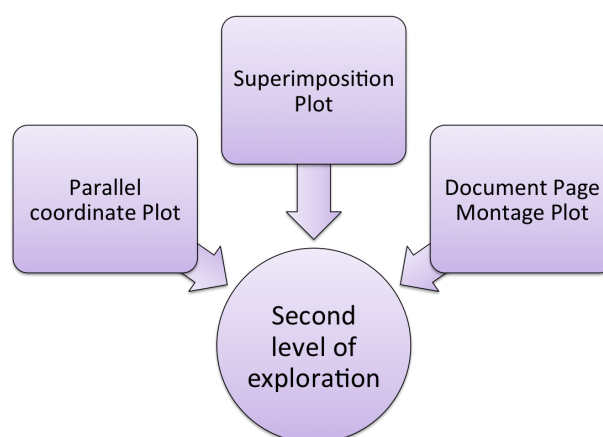 Superimposition
Plot
Parallel
coordinate Plot
Document Page
Montage Plot
Second
level of
exploration